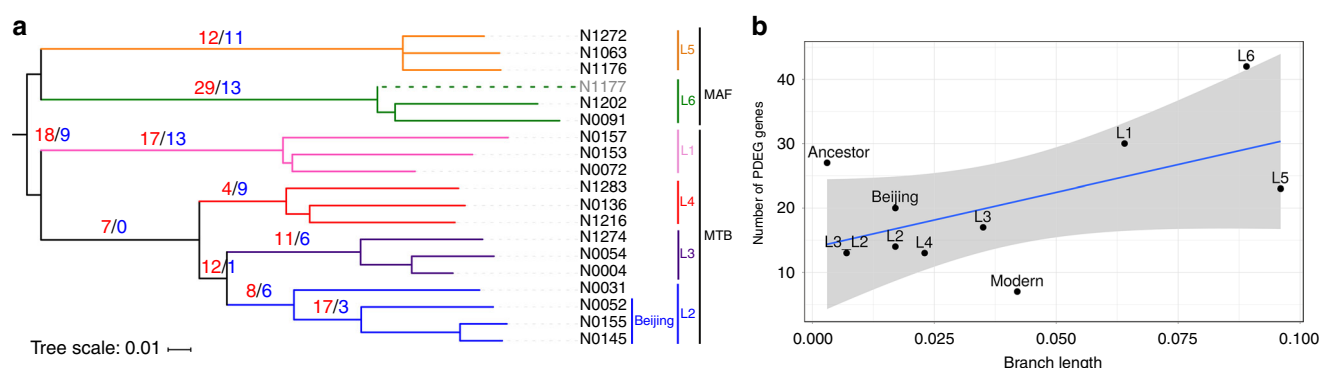 a
12/11
29/13
18/9
17/13
4/9
7/0
11/6
12/1
8/6
17/3
N1272
N1063
N1176
N1177
N1202
N0091
N0157
N0153
N0072
N1283
N0136
N1216
N1274
N0054
N0004
N0031
N0052
N0155
N0145
L5
L6
L1
L4
L3
L2
Beijing
MAF
MTB
Tree scale: 0.01
b
Number of PDEG genes
40
30
20
10
L6
L1
Ancestor
L5
Beijing
L3
L3_L2
L2
L4
Modern
0.000
0.025
0.050
0.075
0.100
Branch length